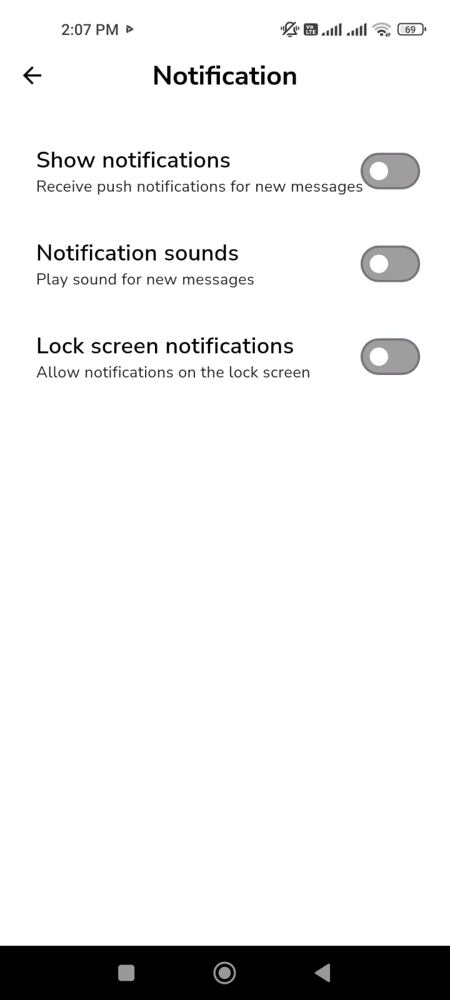 2:07 PM
Vo LTE
69
Notification
Show notifications
Receive push notifications for new messages
Notification sounds
Play sound for new messages
Lock screen notifications
Allow notifications on the lock screen